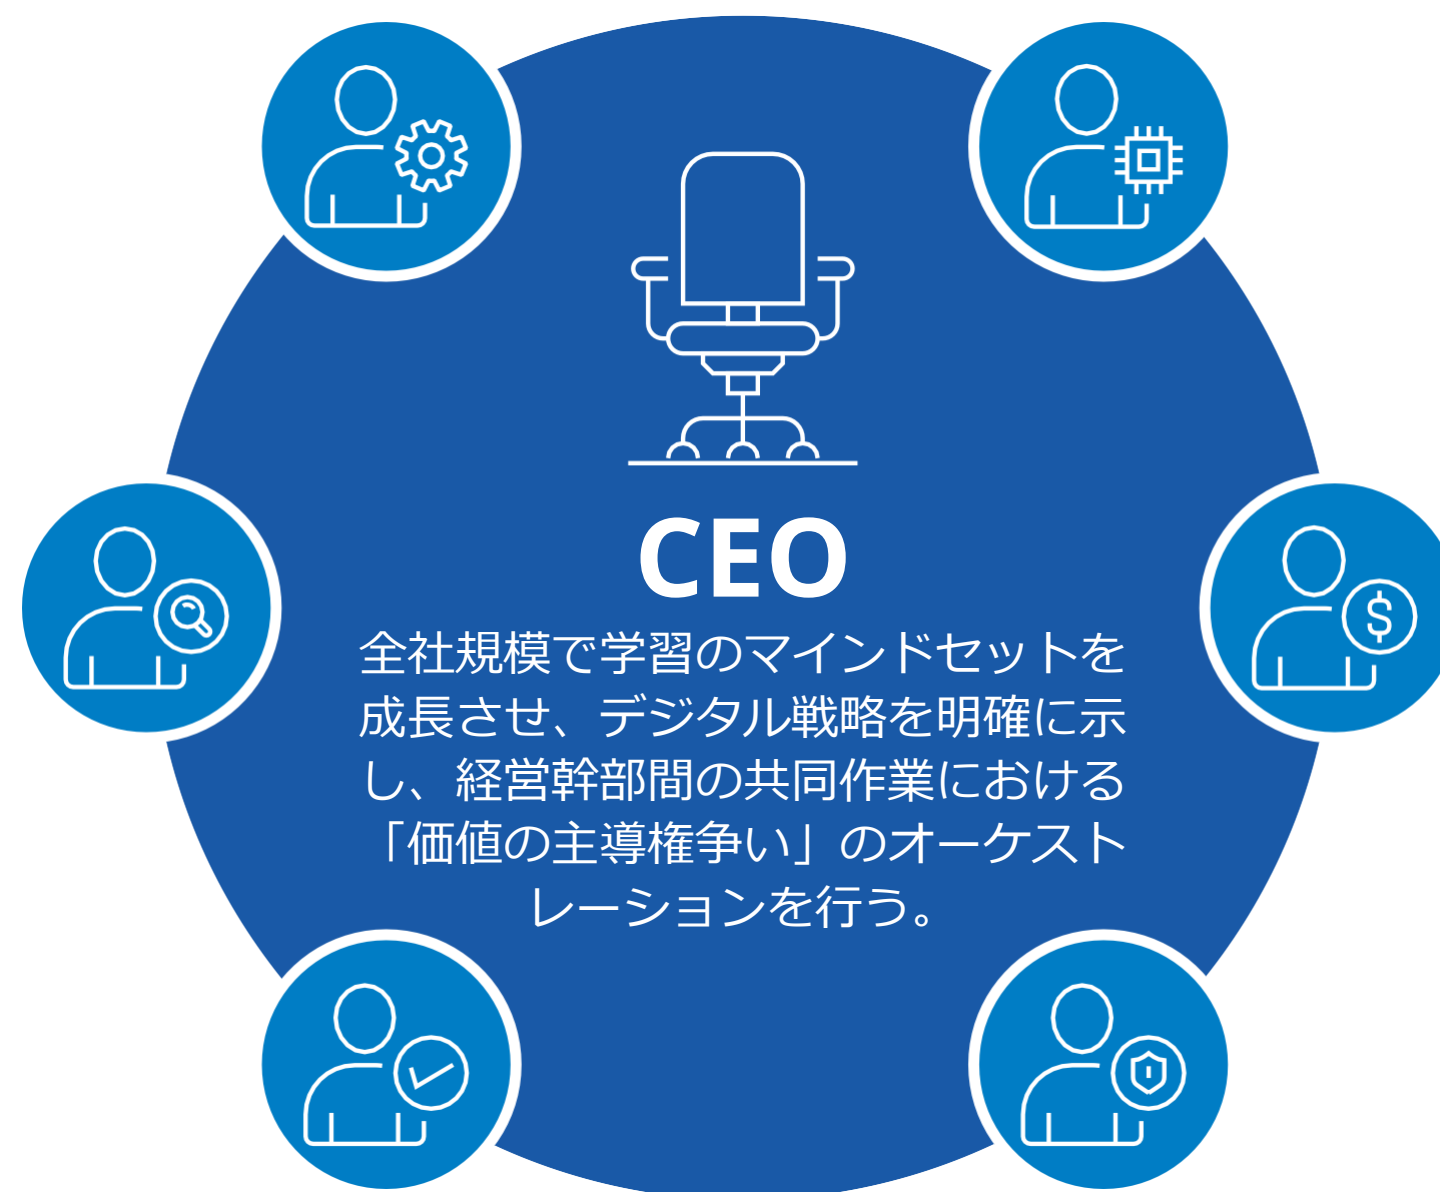 CEO
全社規模で学習のマインドセットを
成長させ、デジタル戦略を明確に示
し、経営幹部間の共同作業における
「価値の主導権争い」のオーケスト
レーションを行う。
$